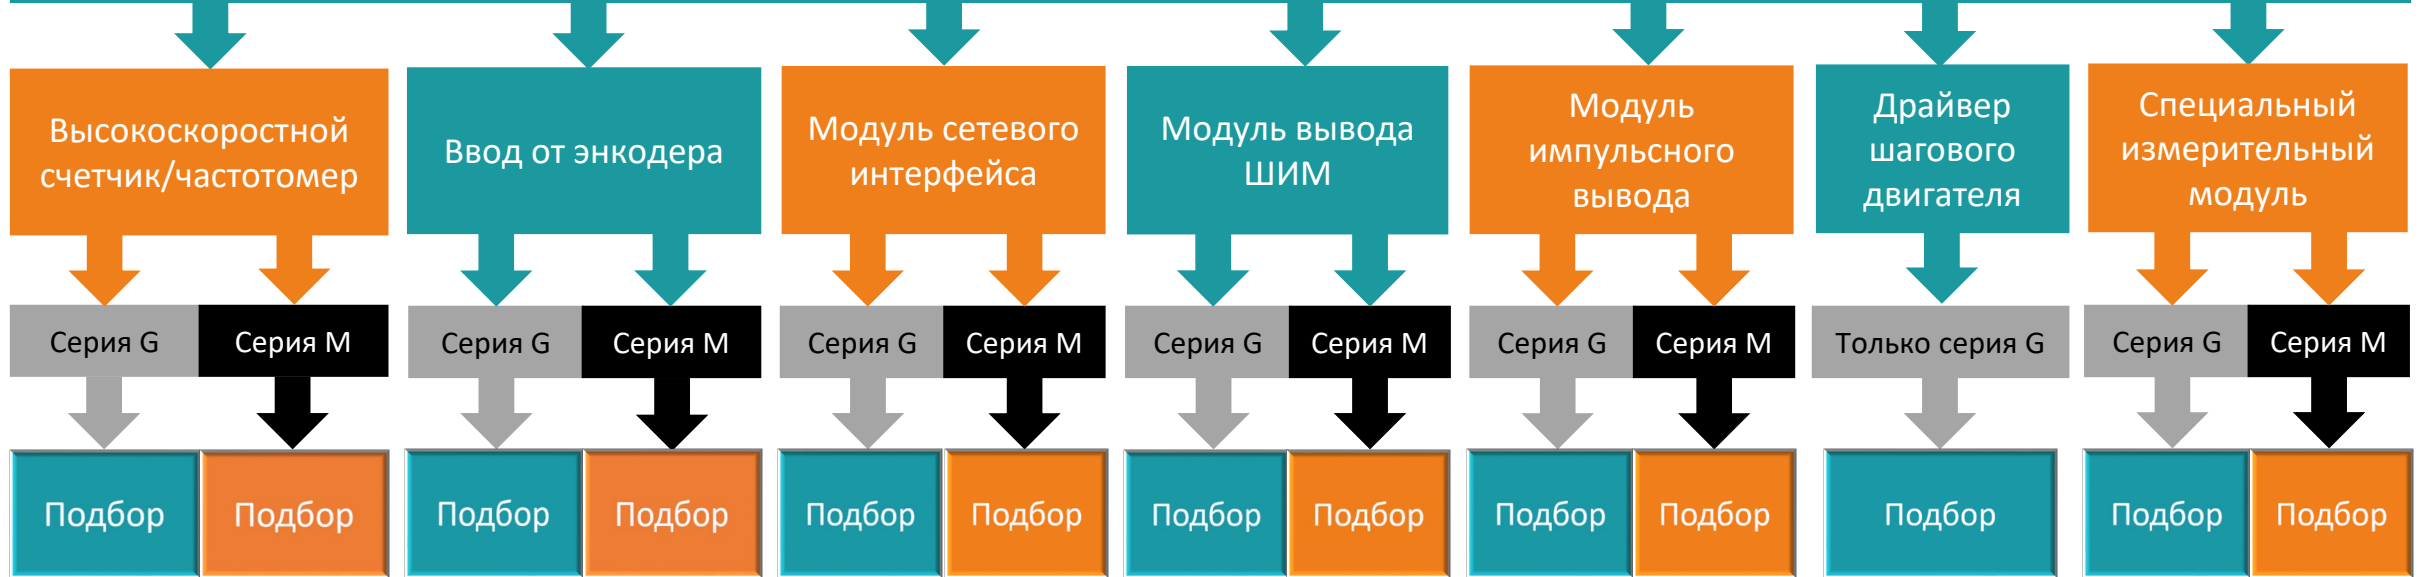 Высокоскоростной
счетчик/частотомер
Ввод от энкодера
Модуль сетевого
интерфейса
Модуль вывода
ШИМ
Модуль
импульсного
вывода
Драйвер
шагового
двигателя
Специальный
измерительный
модуль
Серия G
Серия M
Серия G
Серия M
Серия G
Серия M
Серия G
Серия M
Серия G
Серия M
Только серия G
Серия G
Серия M
Подбор
Подбор
Подбор
Подбор
Подбор
Подбор
Подбор
Подбор
Подбор
Подбор
Подбор
Подбор
Подбор